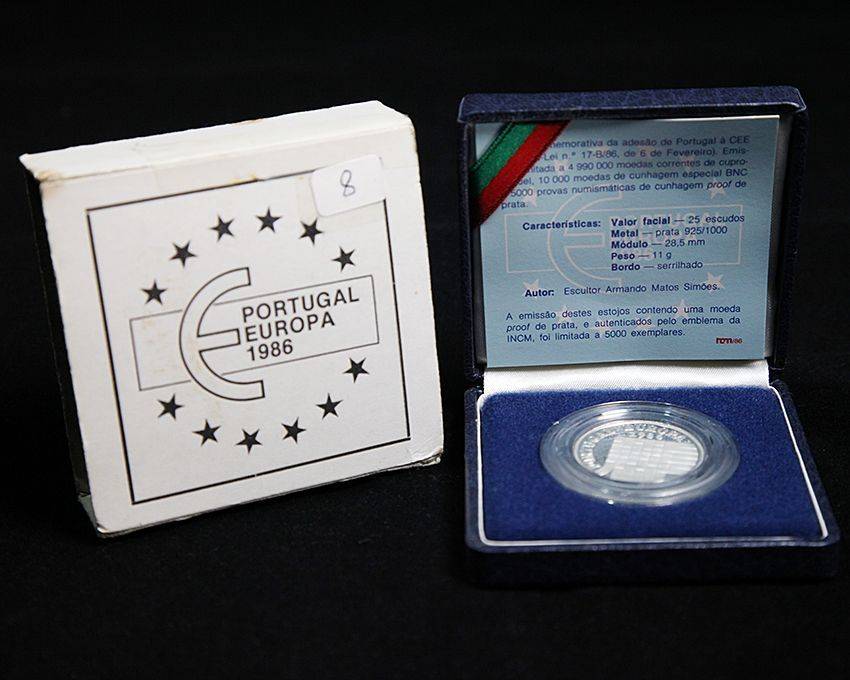 8
PORTUGAL
EUROPA
1986
memorativa da adesão de Portugal à CEE
-Lei n.º 17-B/86, de 6 de Fevereiro). Emis-
itada a 4 990 000 moedas correntes de cupro-
el, 10 000 moedas de cunhagem especial BNC
5000 provas numismáticas de cunhagem proof de
prata.
Características: Valor facial — 25 escudos
Metal — prata 925/1000
Módulo — 28,5 mm
Peso — 11 g
Bordo — serrilhado
Autor: Escultor Armando Matos Simões.
A emissão destes estojos contendo uma moeda
proof de prata, e autenticados pelo emblema da
INCM, foi limitada a 5000 exemplares.
1986